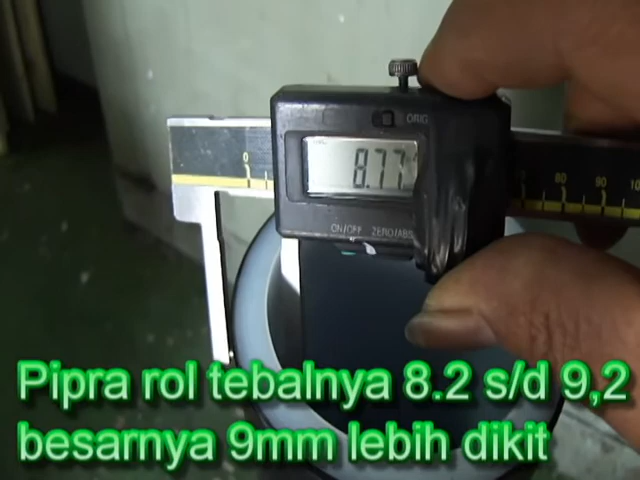 ORIG
8.77
0
80 90 10
ON/OFF ZERO/ABS
Pipra rol tebalnya 8.2 s/d 9,2
besarnya 9mm lebih dikit